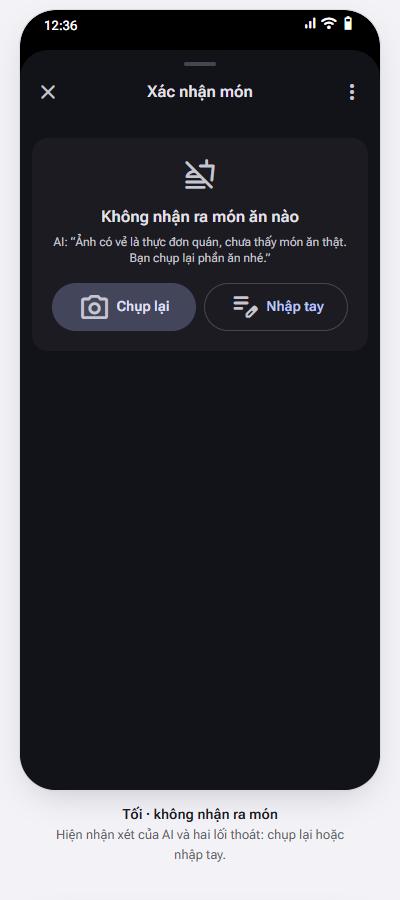 12:36
Xác nhận món
Không nhận ra món ăn nào
AI: “Ảnh có vẻ là thực đơn quán, chưa thấy món ăn thật.
Bạn chụp lại phần ăn nhé.”
Chụp lại
Nhập tay
Tối · không nhận ra món
Hiện nhận xét của AI và hai lối thoát: chụp lại hoặc
nhập tay.